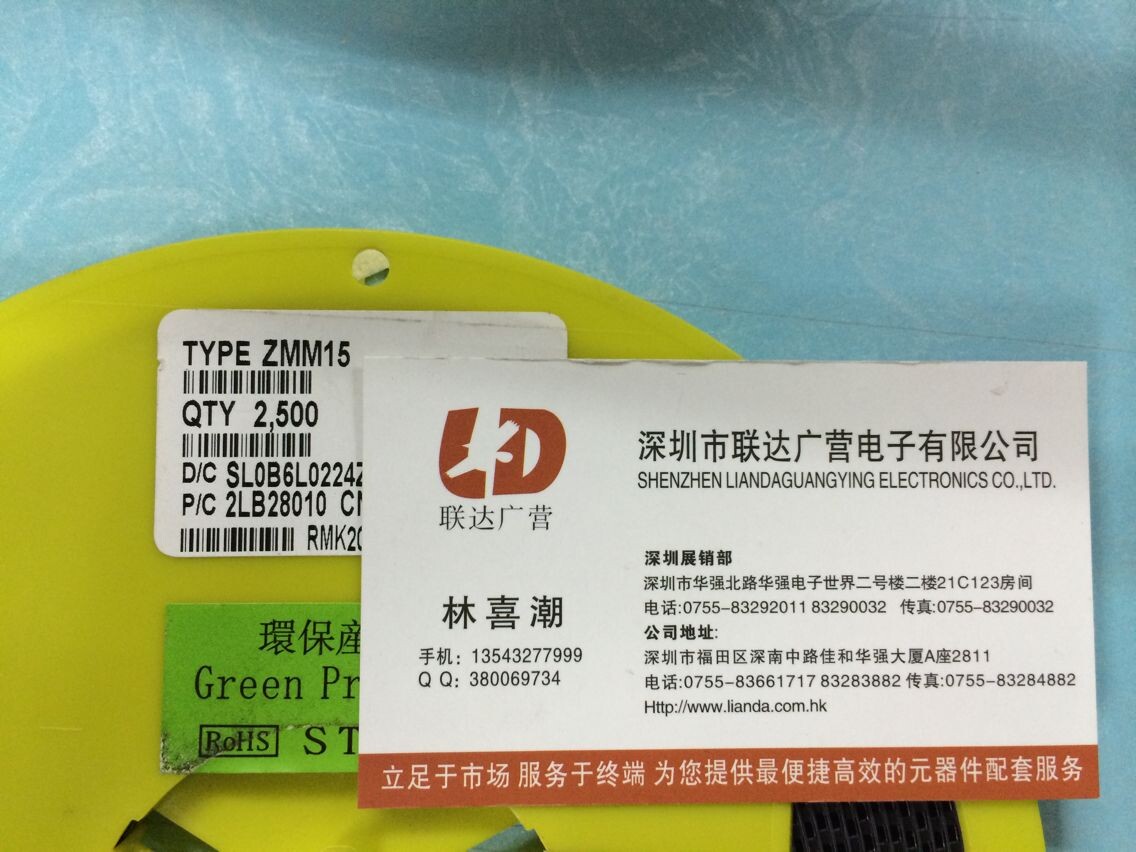 TYPE ZMM15
QTY 2,500
D/C SL0B6L0224Z
P/C 2LB28010 CN
RMK20
環保産
Green Pr
RoHS ST
联达广营
深圳市联达广营电子有限公司
SHENZHEN LIANDAGUANGYING ELECTRONICS CO.,LTD.
林喜潮
手机：13543277999
Q Q：380069734
深圳展销部
深圳市华强北路华强电子世界二号楼二楼21C123房间
电话:0755-83292011 83290032 传真:0755-83290032
公司地址:
深圳市福田区深南中路佳和华强大厦A座2811
电话:0755-83661717 83283882 传真:0755-83284882
Http://www.lianda.com.hk
立足于市场 服务于终端 为您提供最便捷高效的元器件配套服务